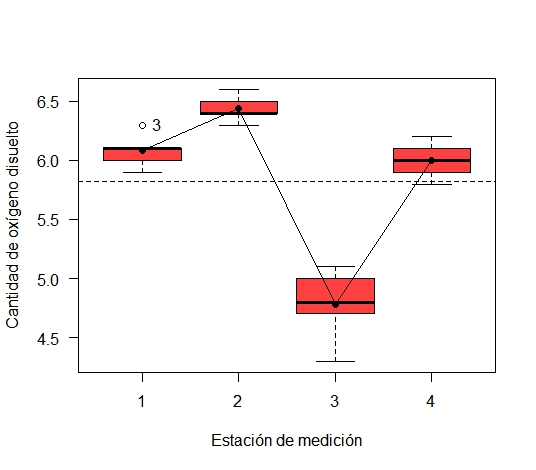 Cantidad de oxígeno disuelto
6.5
6.0
5.5
5.0
4.5
3
1 2 3 4
Estación de medición